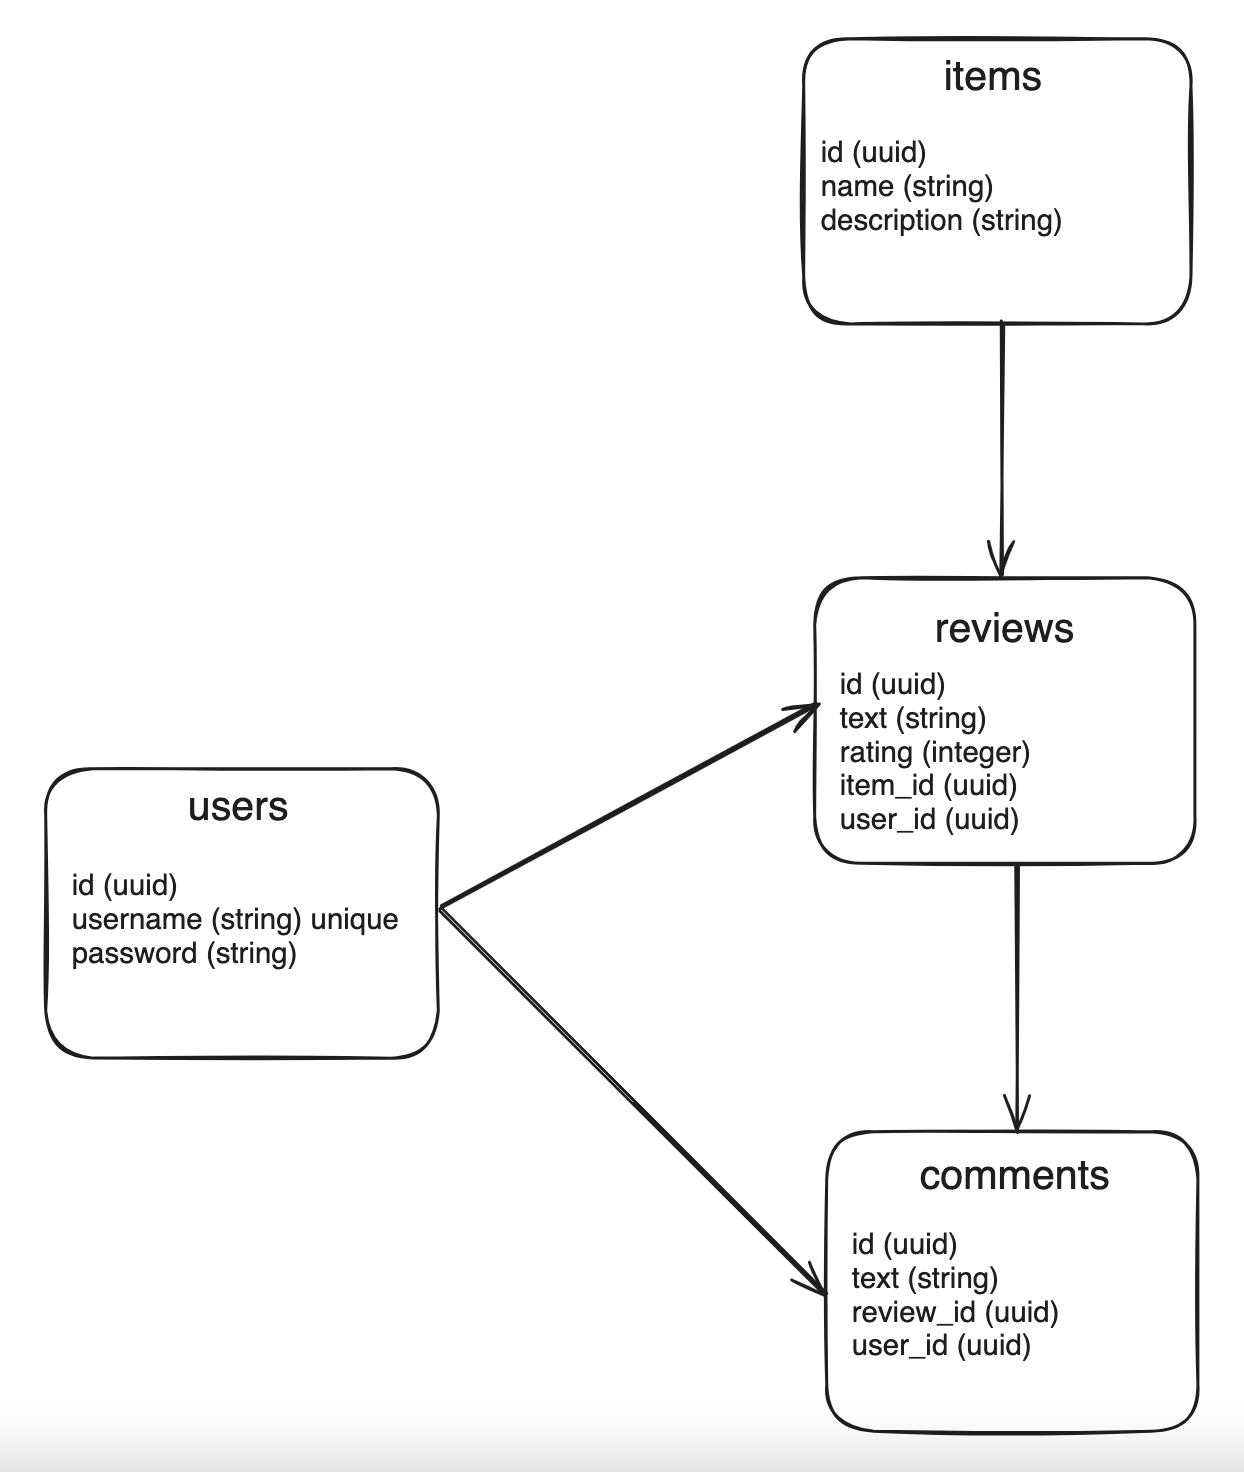 items
id (uuid)
name (string)
description (string)
reviews
id (uuid)
text (string)
rating (integer)
item_id (uuid)
user_id (uuid)
users
id (uuid)
username (string) unique
password (string)
comments
id (uuid)
text (string)
review_id (uuid)
user_id (uuid)